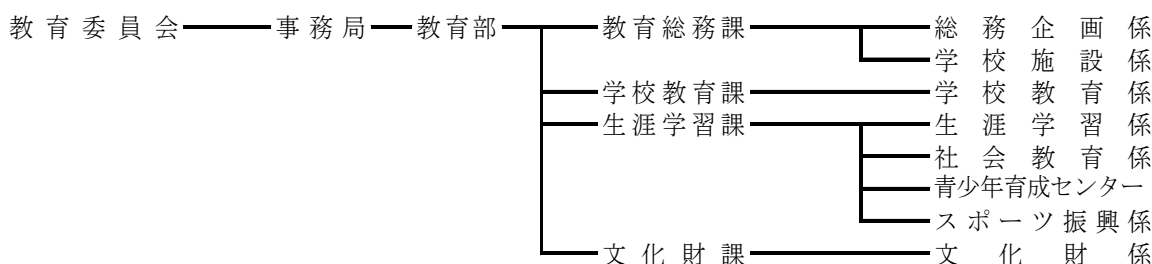 教育委員会 事務局 教育部 教育総務課 総務企画係
学校施設係
学校教育課 学校教育係
生涯学習課 生涯学習係
社会教育係
青少年育成センター
スポーツ振興係
文化財課 文化財係